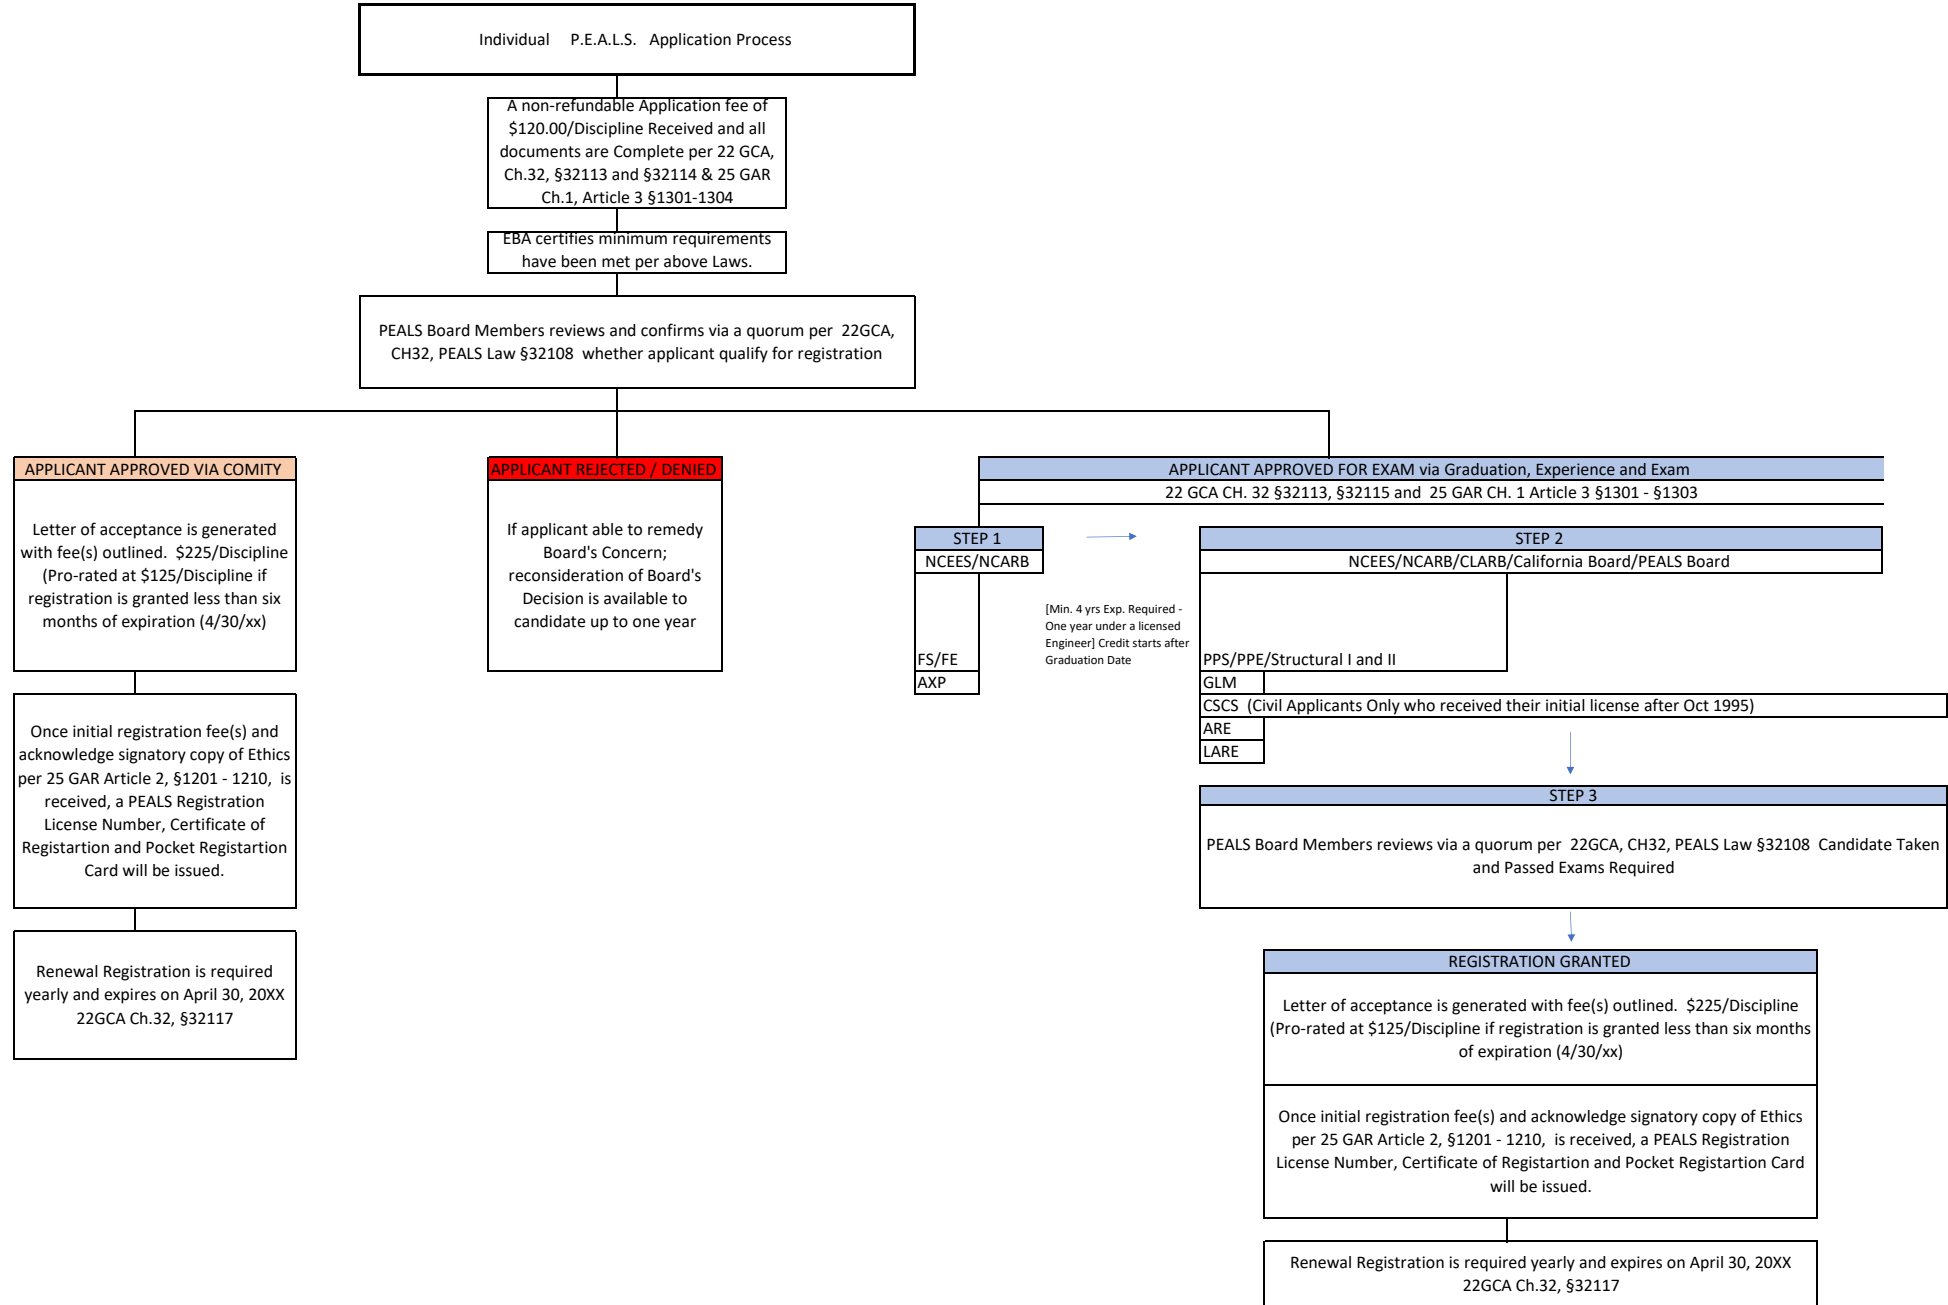 Individual P.E.A.L.S. Application Process
A non-refundable Application fee of
$120.00/Discipline Received and all
documents are Complete per 22 GCA,
Ch.32, §32113 and §32114 & 25 GAR
Ch.1, Article 3 §1301-1304
EBA certifies minimum requirements
have been met per above Laws.
PEALS Board Members reviews and confirms via a quorum per 22GCA,
CH32, PEALS Law §32108 whether applicant qualify for registration
APPLICANT APPROVED VIA COMITY
Letter of acceptance is generated
with fee(s) outlined. $225/Discipline
(Pro-rated at $125/Discipline if
registration is granted less than six
months of expiration (4/30/xx)
Once initial registration fee(s) and
acknowledge signatory copy of Ethics
per 25 GAR Article 2, §1201 - 1210, is
received, a PEALS Registration
License Number, Certificate of
Registartion and Pocket Registartion
Card will be issued.
Renewal Registration is required
yearly and expires on April 30, 20XX
22GCA Ch.32, §32117
APPLICANT REJECTED / DENIED
If applicant able to remedy
Board's Concern;
reconsideration of Board's
Decision is available to
candidate up to one year
APPLICANT APPROVED FOR EXAM via Graduation, Experience and Exam
22 GCA CH. 32 §32113, §32115 and 25 GAR CH. 1 Article 3 §1301 - §1303
STEP 1
NCEES/NCARB
FS/FE
AXP
[Min. 4 yrs Exp. Required -
One year under a licensed
Engineer] Credit starts after
Graduation Date
STEP 2
NCEES/NCARB/CLARB/California Board/PEALS Board
PPS/PPE/Structural I and II
GLM
CSCS (Civil Applicants Only who received their initial license after Oct 1995)
ARE
LARE
STEP 3
PEALS Board Members reviews via a quorum per 22GCA, CH32, PEALS Law §32108 Candidate Taken
and Passed Exams Required
REGISTRATION GRANTED
Letter of acceptance is generated with fee(s) outlined. $225/Discipline
(Pro-rated at $125/Discipline if registration is granted less than six months
of expiration (4/30/xx)
Once initial registration fee(s) and acknowledge signatory copy of Ethics
per 25 GAR Article 2, §1201 - 1210, is received, a PEALS Registration
License Number, Certificate of Registartion and Pocket Registartion Card
will be issued.
Renewal Registration is required yearly and expires on April 30, 20XX
22GCA Ch.32, §32117